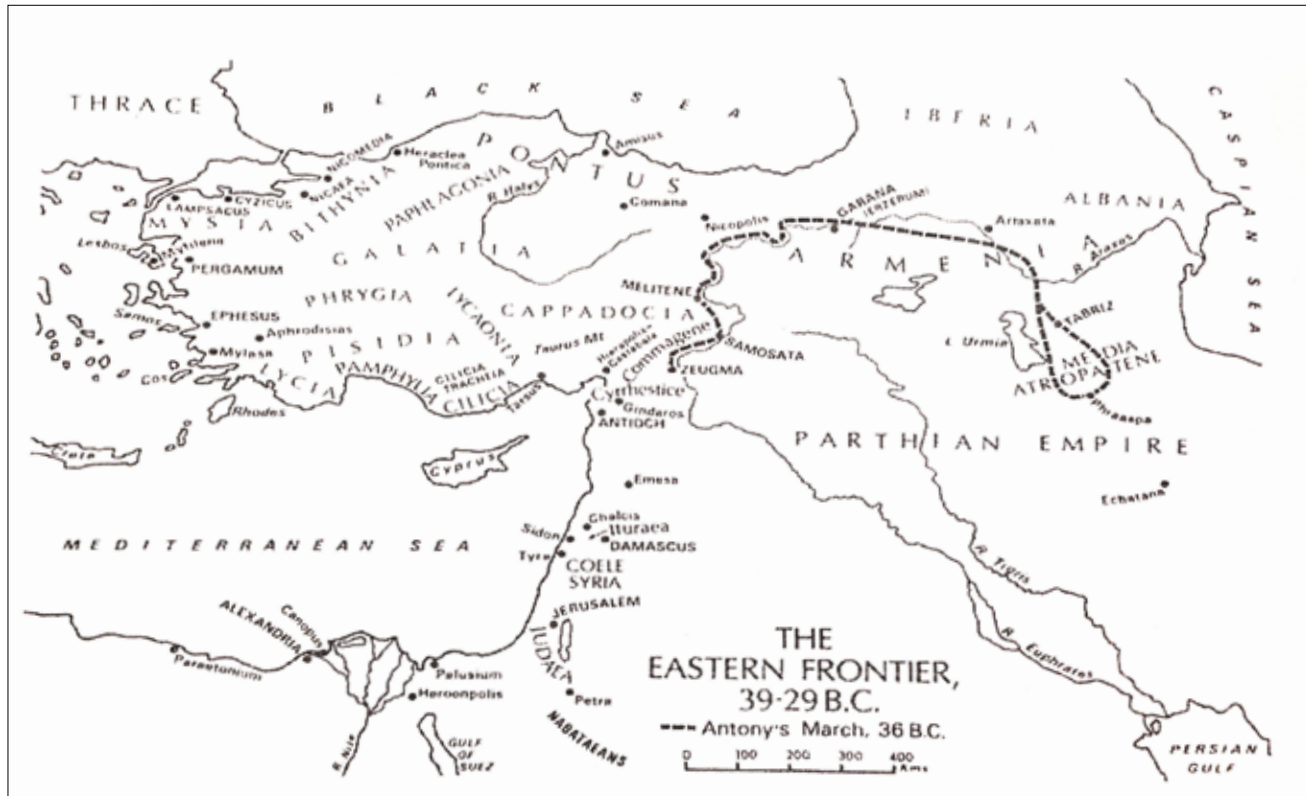 THRACE
BLACK SEA
IBERIA
CASPIAN SEA
NICOMEDIA
Heraclea
Pontica
PONTUS
Amisus
NICAEA
BITHYNIA
PAPHLAGONIA
R. Halys
LAMPSACUS
CYZICUS
MYSIA
Comana
Nicopolis
GARANA
(ERZERUM)
Artaxata
ALBANIA
R. Araxes
Lesbos
Mytilene
PERGAMUM
GALATIA
ARMENIA
PHRYGIA
LYCAONIA
CAPPADOCIA
MELITENE
EPHESUS
Samos
Aphrodisias
PISIDIA
Taurus Mt
Hierapolis
Castabala
Commagene
SAMOSATA
L. Urmia
TABRIZ
MEDIA
ATROPATENE
Mylasa
Cos
LYCIA
PAMPHYLIA
CILICIA
TRACHEIA
CILICIA
Tarsus
ZEUGMA
Phraaspa
Rhodes
Cyrrhestice
Gindaros
ANTIOCH
PARTHIAN EMPIRE
Crete
Cyprus
Emesa
Ecbatana
MEDITERRANEAN SEA
Chalcis
Sidon
Ituraea
DAMASCUS
Tyre
COELE
SYRIA
R. Tigris
JERUSALEM
JUDAEA
ALEXANDRIA
Canopus
Paraetonium
Pelusium
Heroonpolis
Petra
NABATAEANS
R. Nile
GULF
OF
SUEZ
R. Euphrates
PERSIAN
GULF
THE
EASTERN FRONTIER,
39-29 B.C.
Antony's March, 36 B.C.
0 100 200 300 400
Kms